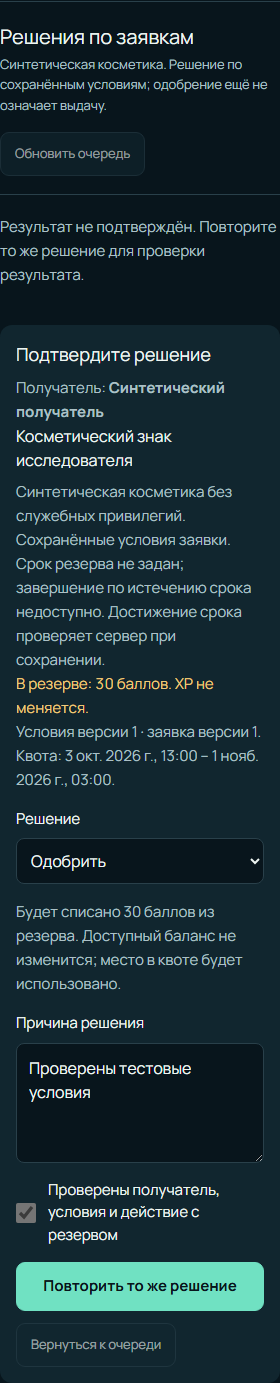 Решения по заявкам
Синтетическая косметика. Решение по
сохранённым условиям; одобрение ещё не
означает выдачу.
Обновить очередь
Результат не подтверждён. Повторите
то же решение для проверки
результата.
Подтвердите решение
Получатель: Синтетический
получатель
Косметический знак
исследователя
Синтетическая косметика без
служебных привилегий.
Сохранённые условия заявки.
Срок резерва не задан;
завершение по истечению срока
недоступно. Достижение срока
проверяет сервер при
сохранении.
В резерве: 30 баллов. XP не
меняется.
Условия версии 1 · заявка версии 1.
Квота: 3 окт. 2026 г., 13:00 – 1 нояб.
2026 г., 03:00.
Решение
Одобрить
Будет списано 30 баллов из
резерва. Доступный баланс не
изменится; место в квоте будет
использовано.
Причина решения
Проверены тестовые
условия
Проверены получатель,
условия и действие с
резервом
Повторить то же решение
Вернуться к очереди